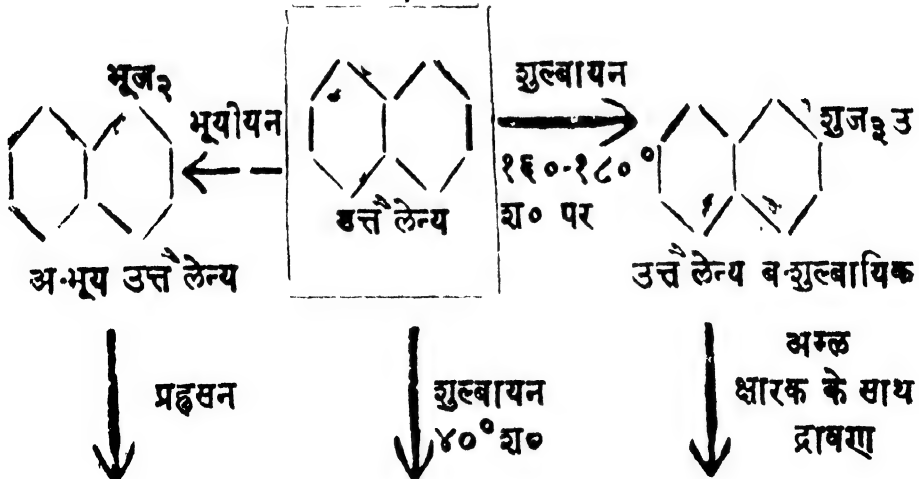 भूज२
भूयीयन
अ-भूय उत्तैलेन्य
उत्तैलेन्य
शुल्बायन
१६०-१८०°
श० पर
शुज३उ
उत्तैलेन्य ब-शुल्बायिक
प्रह्रसन
शुल्बायन
४०° श०
अम्ल
क्षारक के साथ
द्रावण